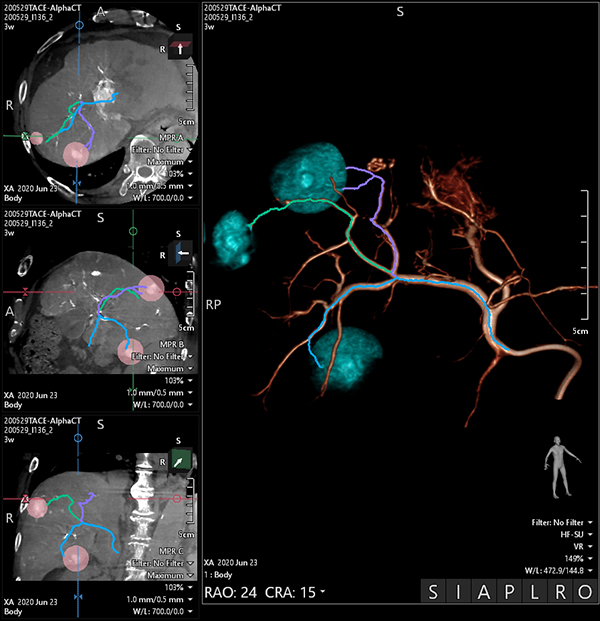 200529TACE-AlphaCT
200529_I136_2
3w
A
S
R
R
5cm
MPR A
Filter: No Filter
Maximum
103%
1.0 mm/0.5 mm
W/L: 700.0/0.0
XA 2020 Jun 23
Body
200529TACE-AlphaCT
200529_I136_2
3w
S
S
A
A
5cm
MPR B
Filter: No Filter
Maximum
103%
1.0 mm/0.5 mm
W/L: 700.0/0.0
XA 2020 Jun 23
Body
200529TACE-AlphaCT
200529_I136_2
3w
S
S
R
R
5cm
MPR C
Filter: No Filter
Maximum
103%
1.0 mm/0.5 mm
W/L: 700.0/0.0
XA 2020 Jun 23
Body
200529TACE-AlphaCT
200529_I136_2
3w
S
RP
5cm
Filter: No Filter
HF-SU
VR
149%
W/L: 472.9/144.8
XA 2020 Jun 23
1 : Body
RAO: 24 CRA: 15
S I A P L R O